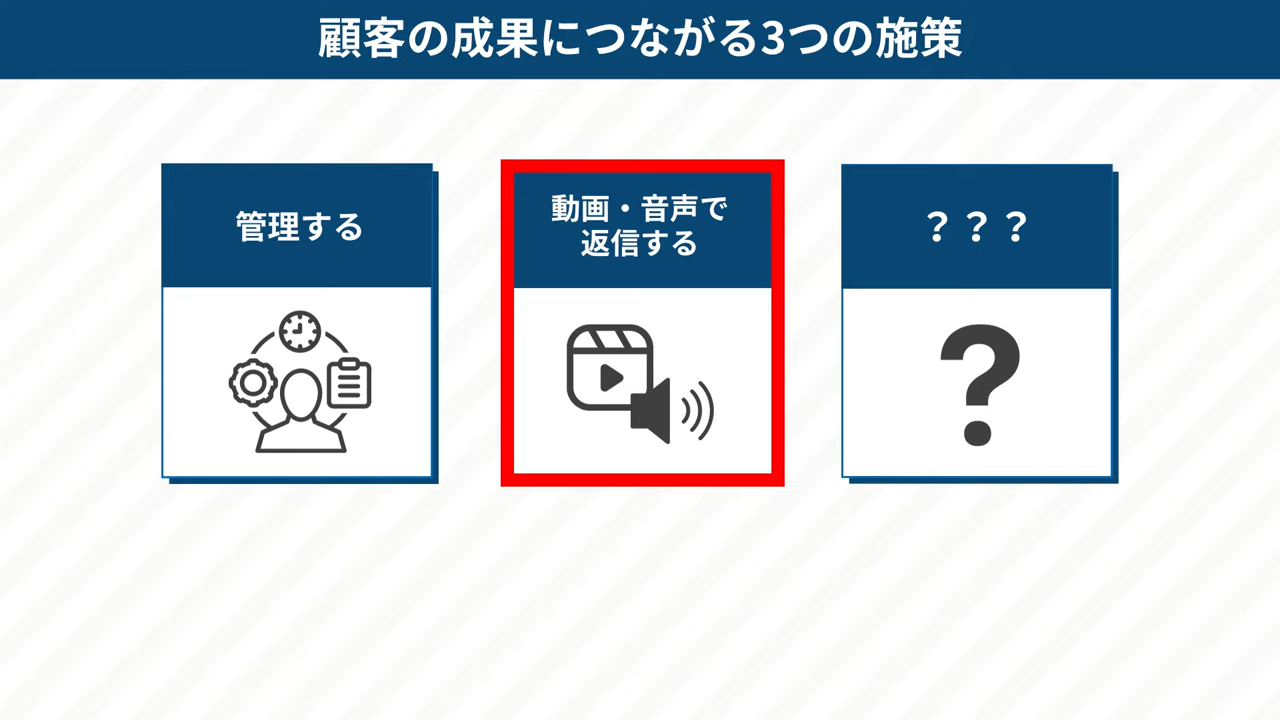 顧客の成果につながる3つの施策
管理する
動画・音声で
返信する
？？？
?